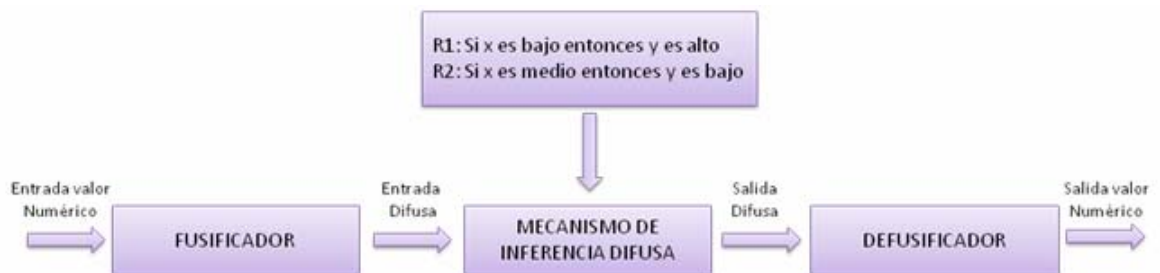 R1: Si x es bajo entonces y es alto
R2: Si x es medio entonces y es bajo
Entrada valor
Numérico
FUSIFICADOR
Entrada
Difusa
MECANISMO DE
INFERENCIA DIFUSA
Salida
Difusa
DEFUSIFICADOR
Salida valor
Numérico